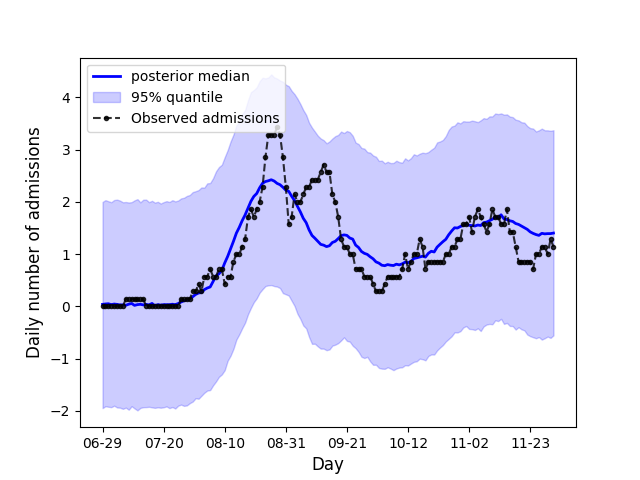 posterior median
95% quantile
Observed admissions
Daily number of admissions
4
3
2
1
0
−1
−2
06-29 07-20 08-10 08-31 09-21 10-12 11-02 11-23
Day